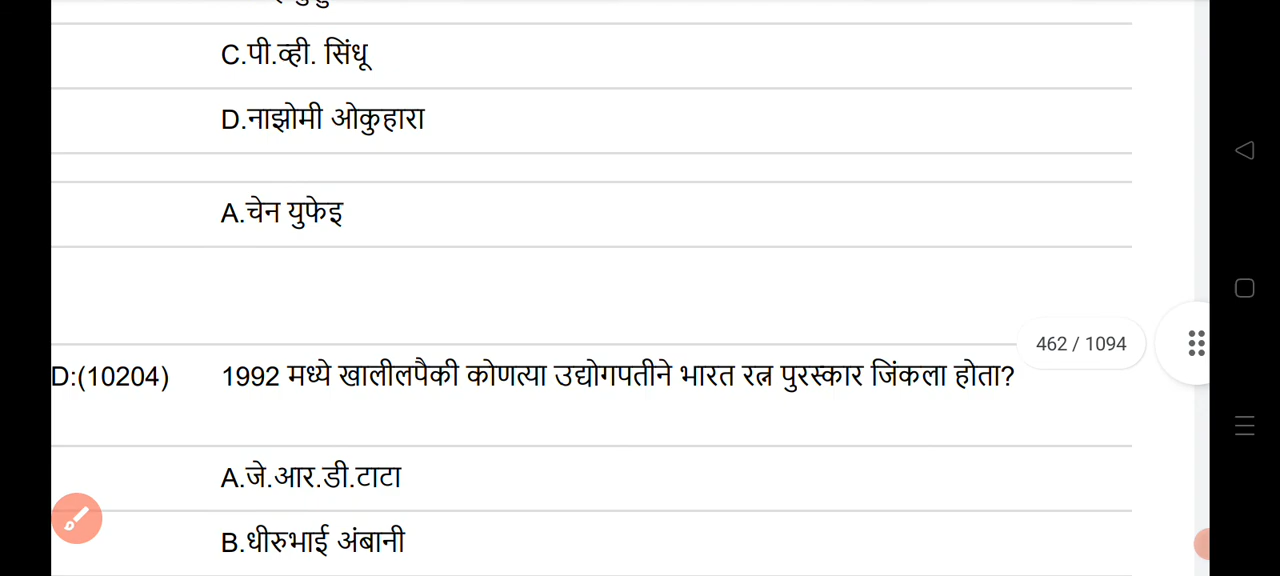 C.पी.व्ही. सिंधू
D.नाझोमी ओकुहारा
A.चेन युफेइ
462 / 1094
D:(10204) 1992 मध्ये खालीलपैकी कोणत्या उद्योगपतीने भारत रत्न पुरस्कार जिंकला होता?
A.जे.आर.डी.टाटा
B.धीरुभाई अंबानी